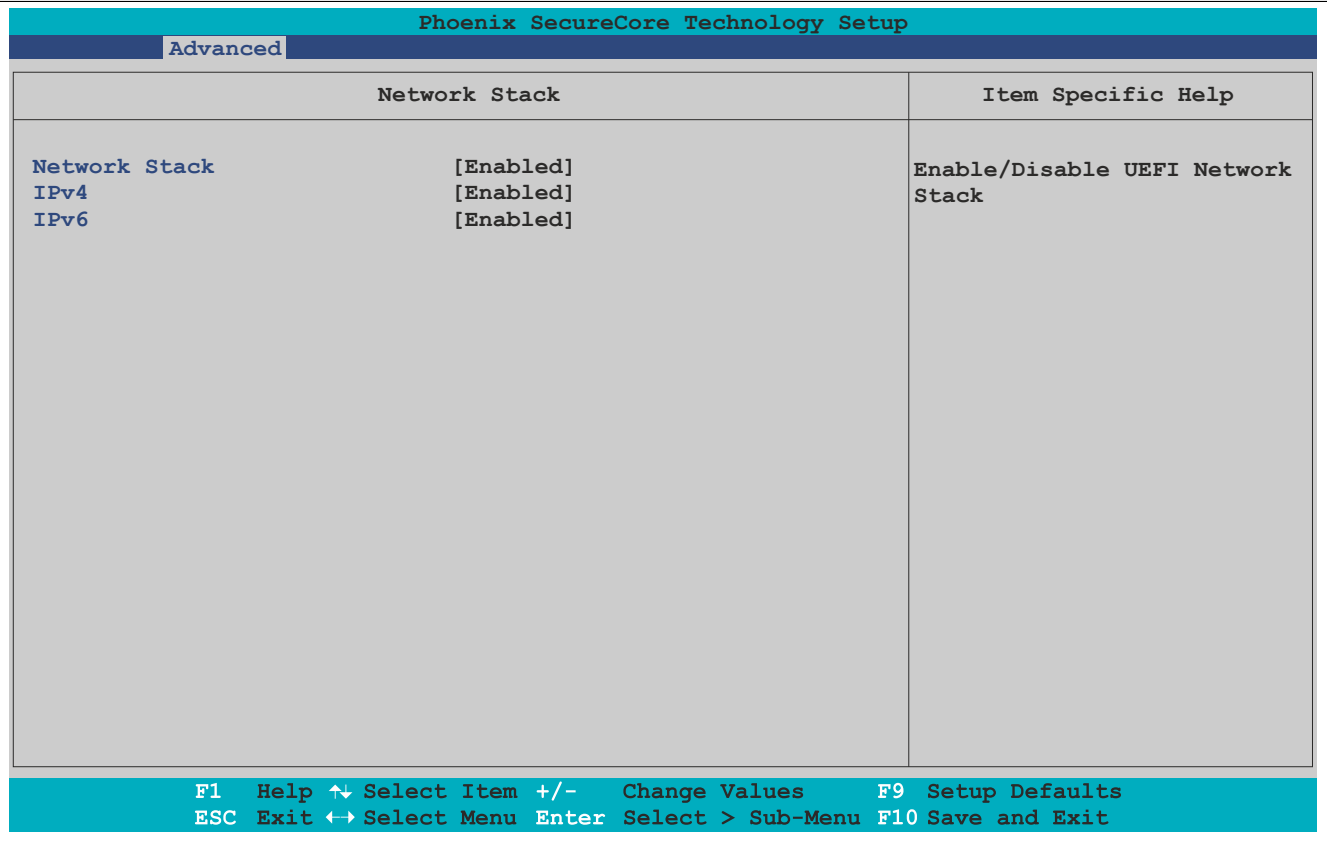 Phoenix SecureCore Technology Setup
Advanced
Network Stack
Item Specific Help
Network Stack [Enabled]
IPv4 [Enabled]
IPv6 [Enabled]
Enable/Disable UEFI Network
Stack
F1 Help ↑↓ Select Item +/- Change Values F9 Setup Defaults
ESC Exit ←→ Select Menu Enter Select > Sub-Menu F10 Save and Exit